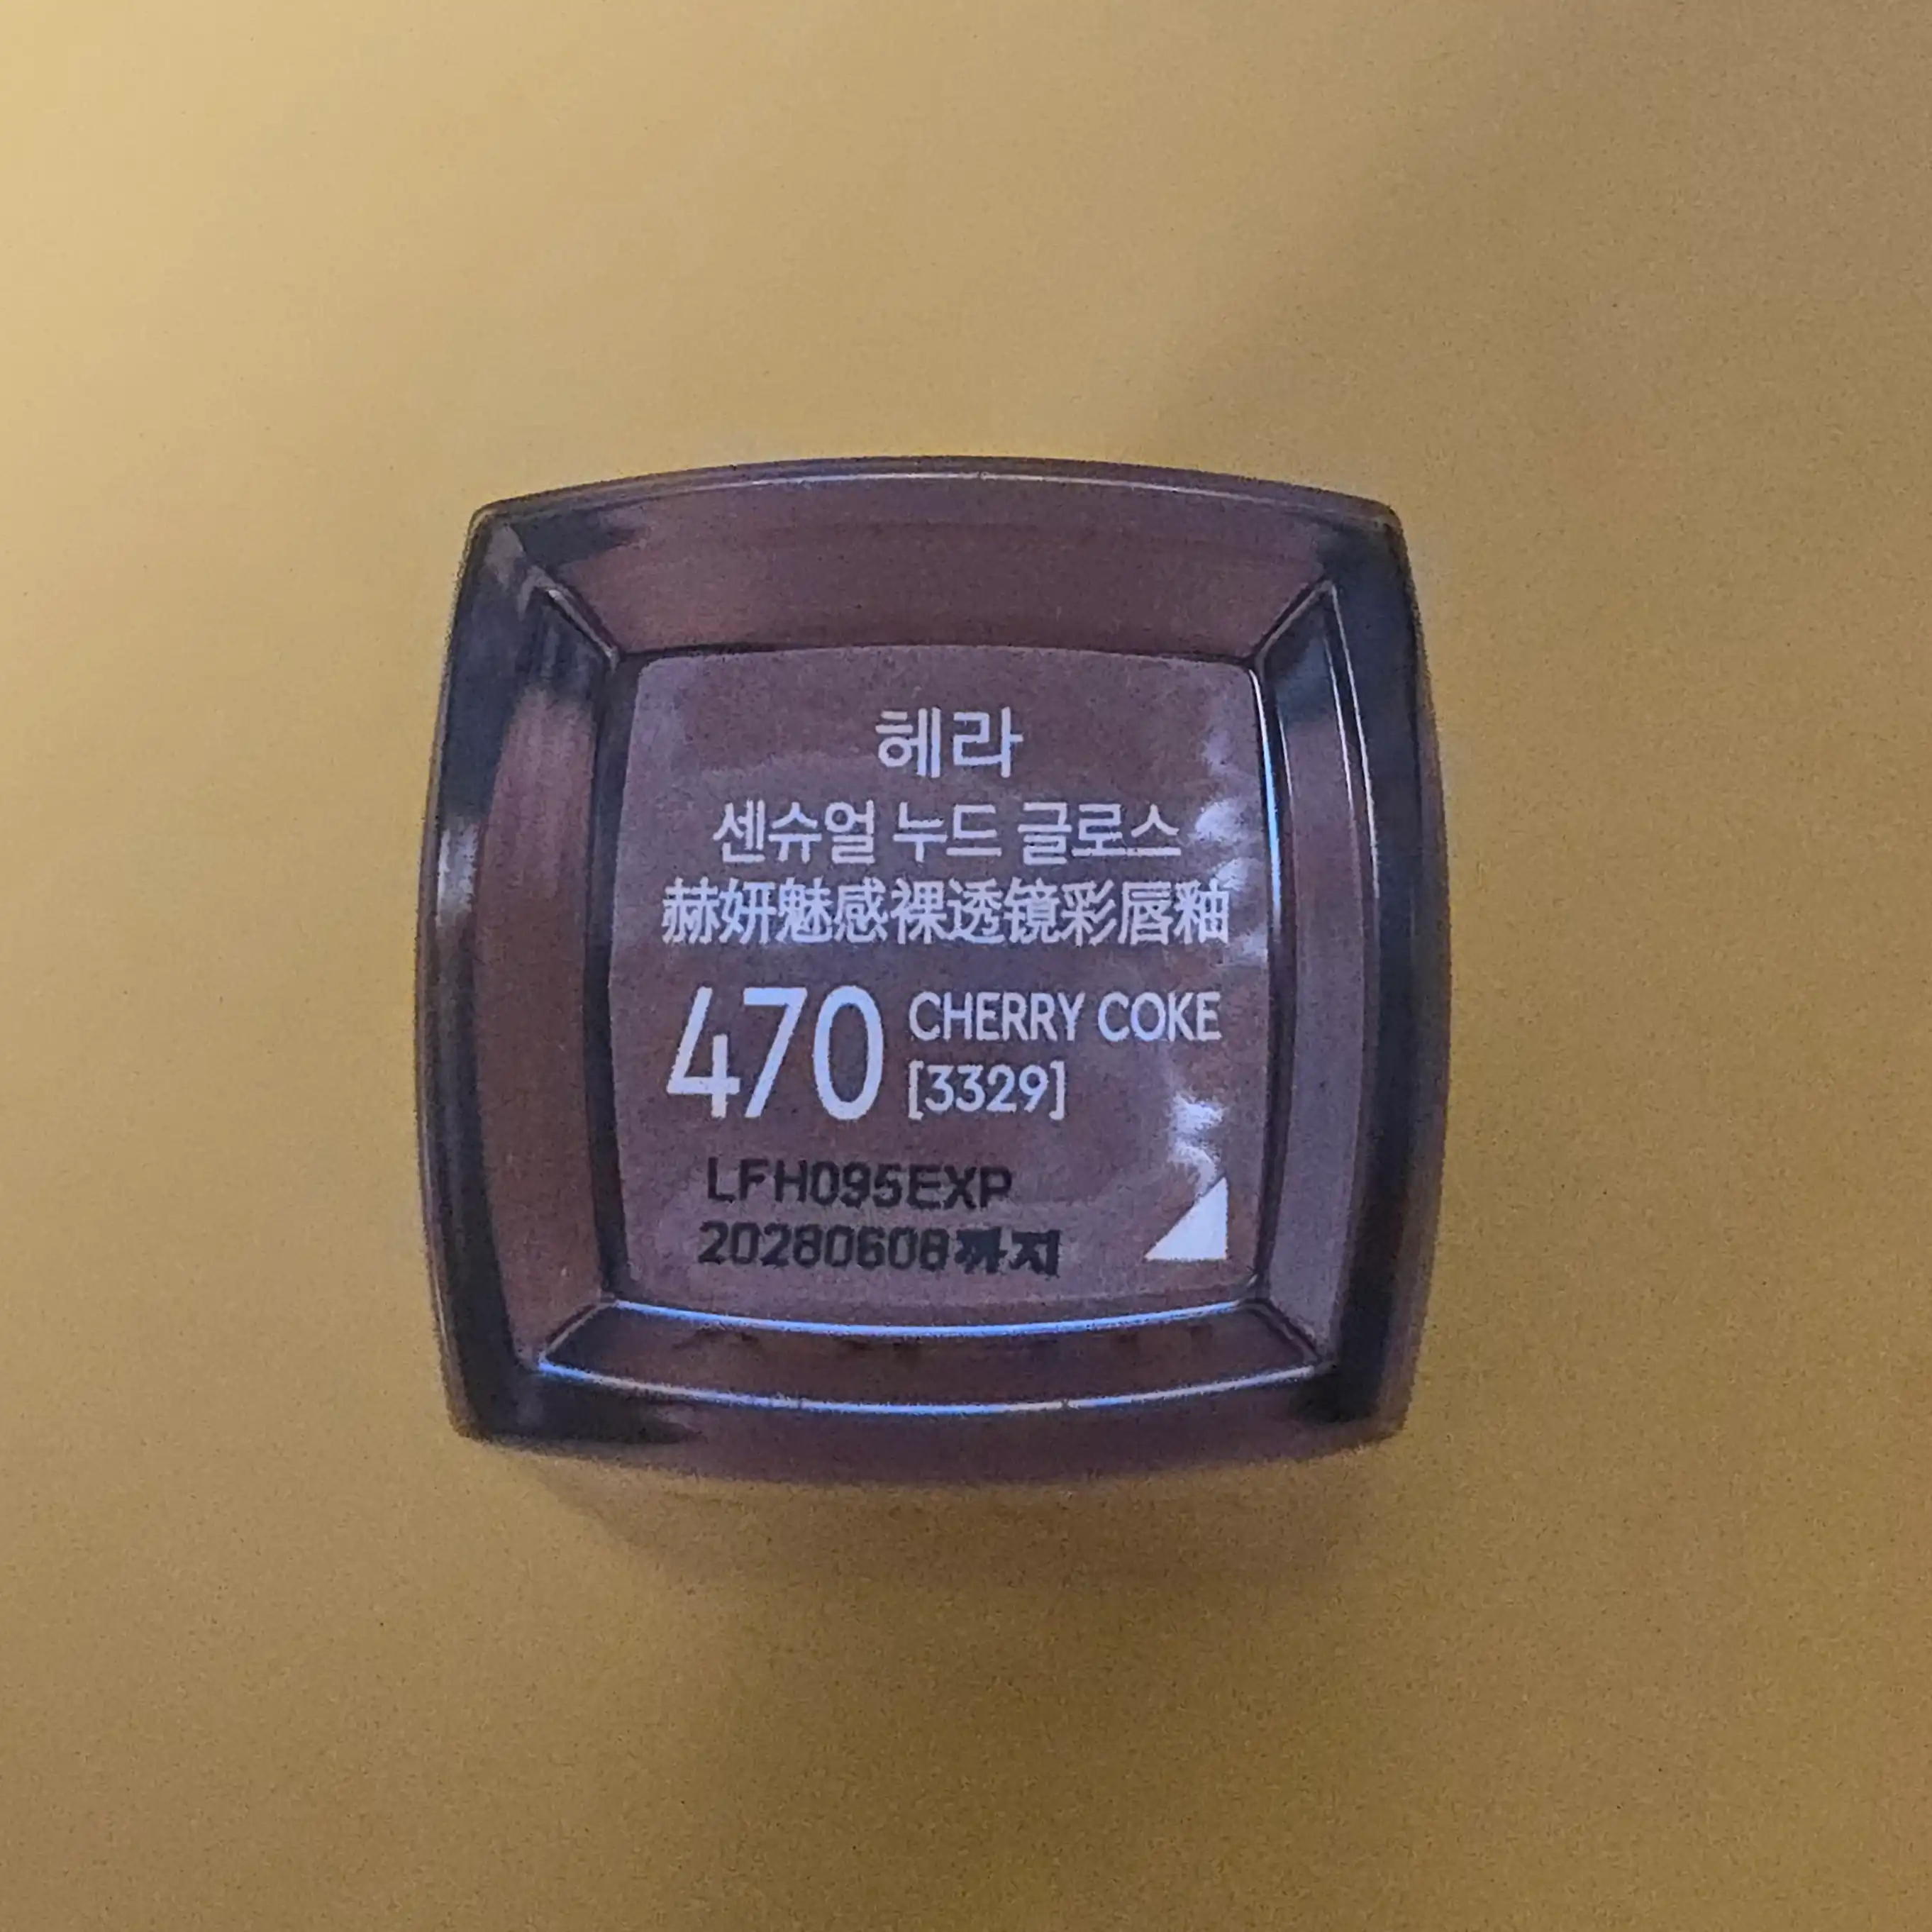 헤라
센슈얼 누드 글로스
赫妍魅感裸透镜彩唇釉
470 CHERRY COKE
[3329]
LFH095EXP
20280608까지